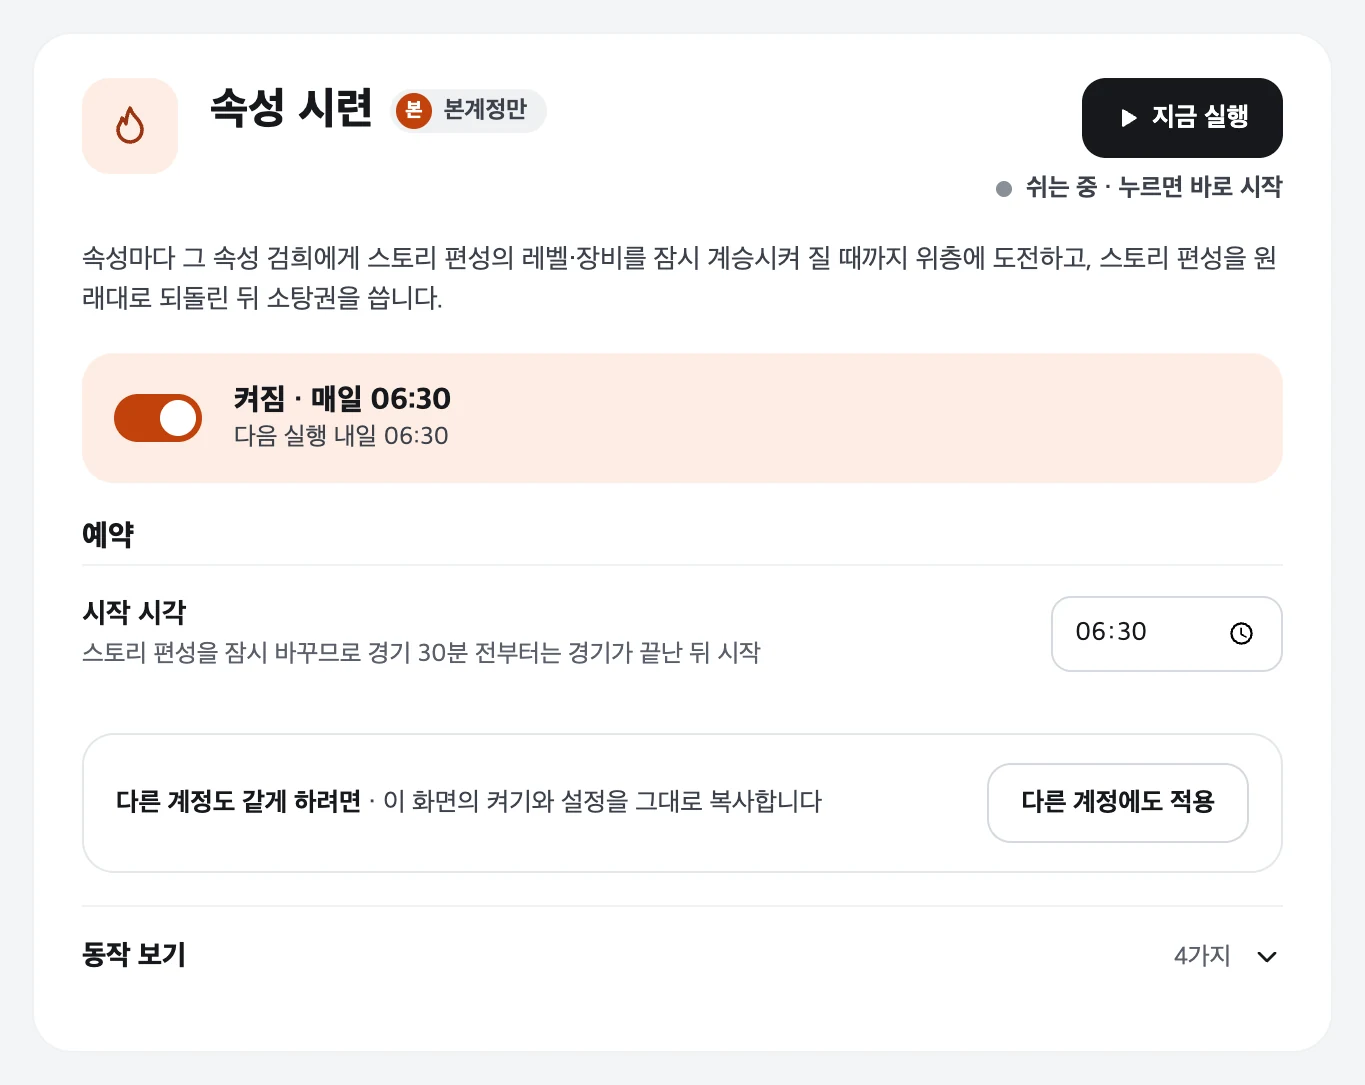 속성 시련
본 본계정만
▶ 지금 실행
쉬는 중 · 누르면 바로 시작
속성마다 그 속성 검희에게 스토리 편성의 레벨·장비를 잠시 계승시켜 질 때까지 위층에 도전하고, 스토리 편성을 원
래대로 되돌린 뒤 소탕권을 씁니다.
켜짐 · 매일 06:30
다음 실행 내일 06:30
예약
시작 시각
스토리 편성을 잠시 바꾸므로 경기 30분 전부터는 경기가 끝난 뒤 시작
06:30
다른 계정도 같게 하려면 · 이 화면의 켜기와 설정을 그대로 복사합니다
다른 계정에도 적용
동작 보기
4가지